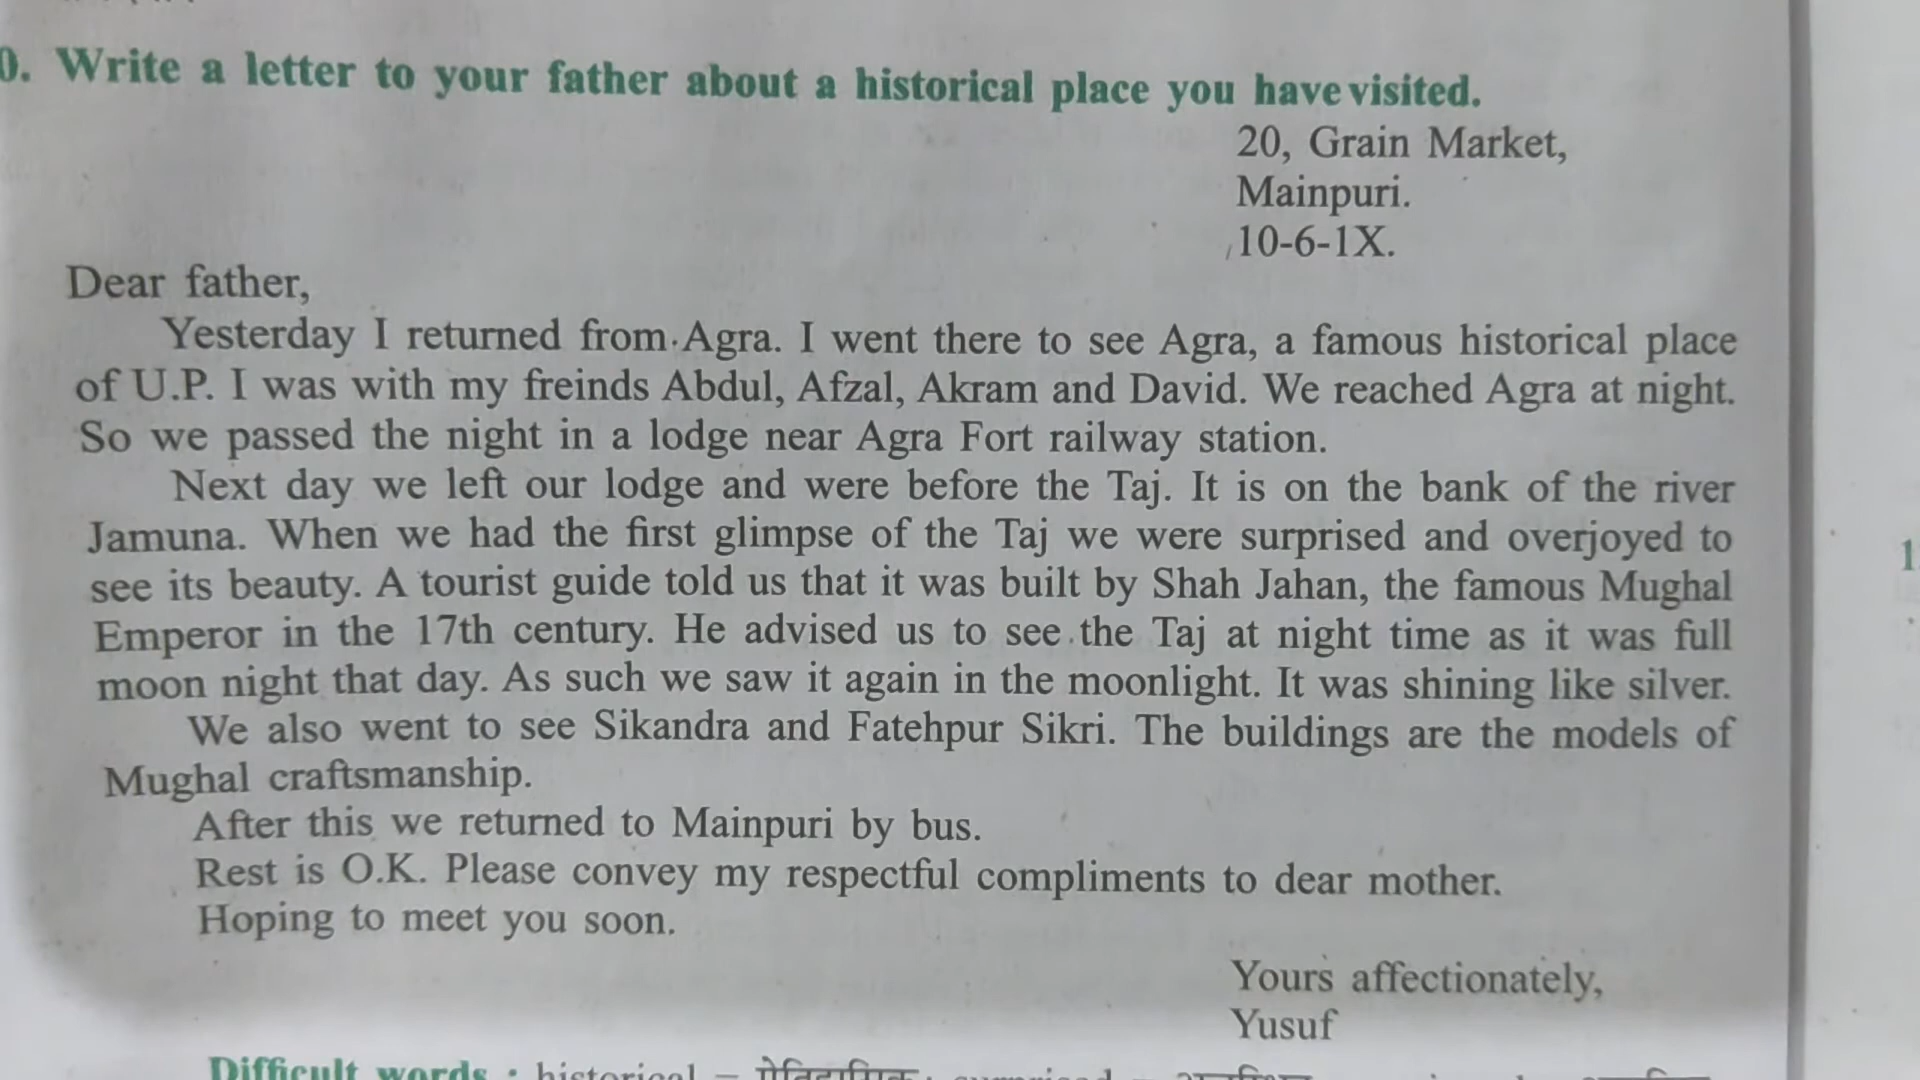 0. Write a letter to your father about a historical place you have visited.
20, Grain Market,
Mainpuri.
10-6-1X.
Dear father,
Yesterday I returned from Agra. I went there to see Agra, a famous historical place
of U.P. I was with my freinds Abdul, Afzal, Akram and David. We reached Agra at night.
So we passed the night in a lodge near Agra Fort railway station.
Next day we left our lodge and were before the Taj. It is on the bank of the river
Jamuna. When we had the first glimpse of the Taj we were surprised and overjoyed to
see its beauty. A tourist guide told us that it was built by Shah Jahan, the famous Mughal
Emperor in the 17th century. He advised us to see the Taj at night time as it was full
moon night that day. As such we saw it again in the moonlight. It was shining like silver.
We also went to see Sikandra and Fatehpur Sikri. The buildings are the models of
Mughal craftsmanship.
After this we returned to Mainpuri by bus.
Rest is O.K. Please convey my respectful compliments to dear mother.
Hoping to meet you soon.
Yours affectionately,
Yusuf
Difficult words : historical –